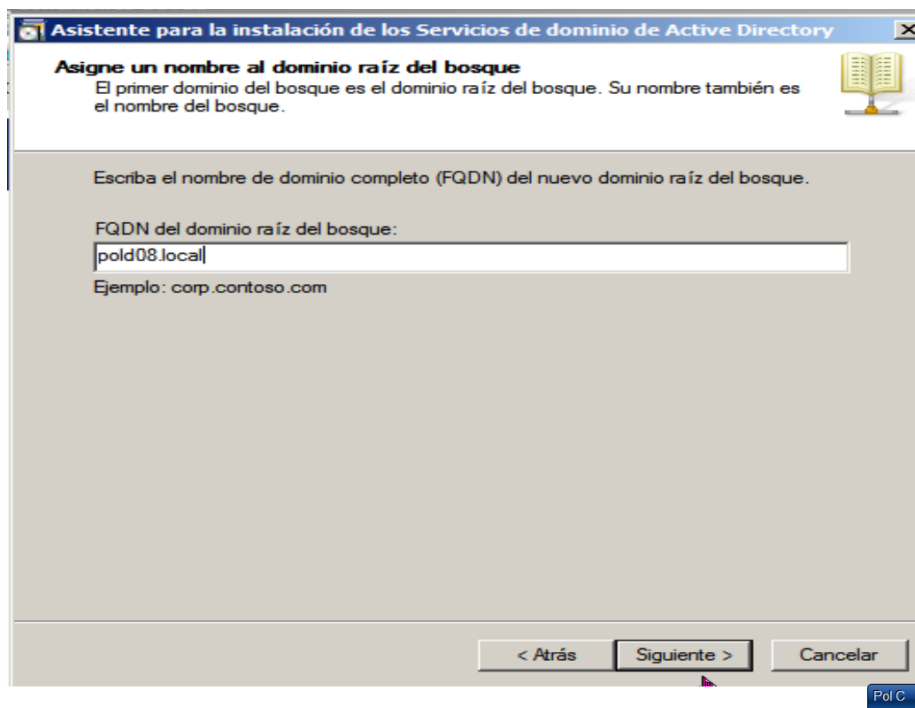 Asistente para la instalación de los Servicios de dominio de Active Directory
Asigne un nombre al dominio raíz del bosque
El primer dominio del bosque es el dominio raíz del bosque. Su nombre también es
el nombre del bosque.
Escriba el nombre de dominio completo (FQDN) del nuevo dominio raíz del bosque.
FQDN del dominio raíz del bosque:
pold08.local
Ejemplo: corp.contoso.com
< Atrás
Siguiente >
Cancelar
Pol C